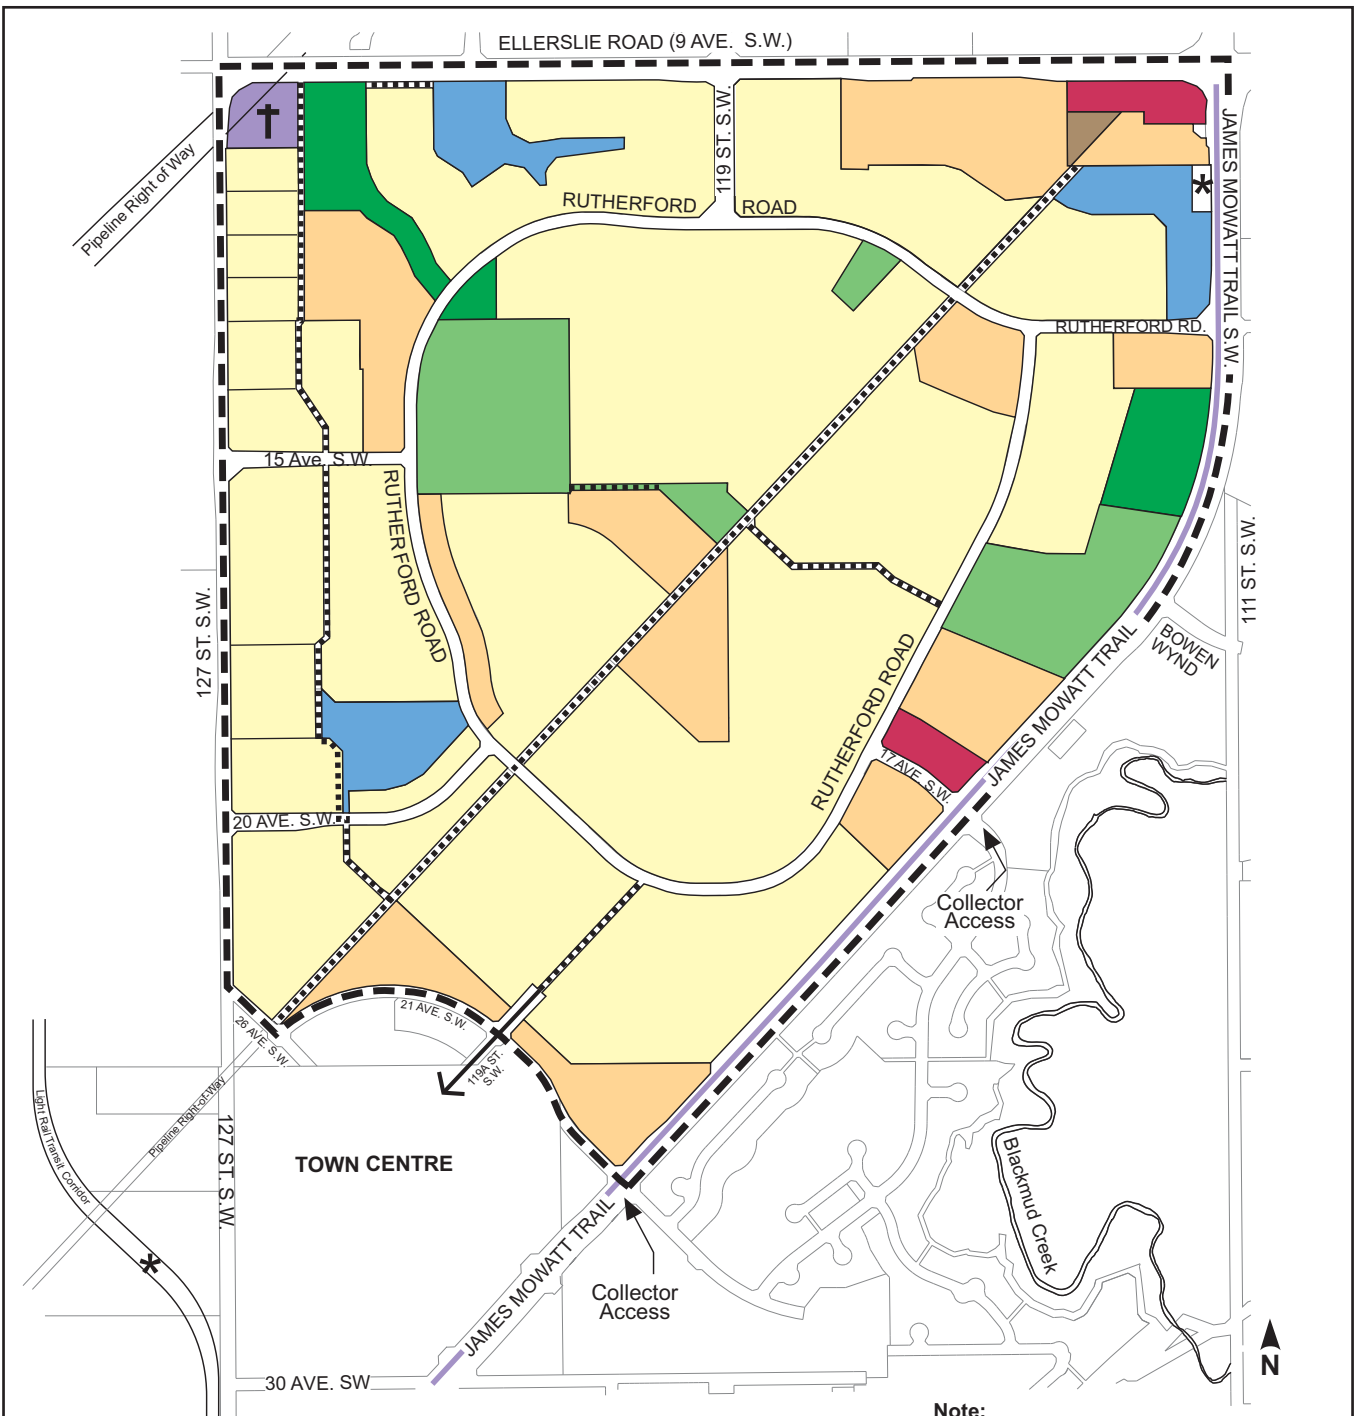 ELLERSLIE ROAD (9 AVE. S.W.)
Pipeline Right of Way
119 ST. S.W.
JAMES MOWATT TRAIL S.W.
*
RUTHERFORD ROAD
RUTHERFORD RD.
15 Ave. S.W.
RUTHERFORD ROAD
127 ST. S.W.
111 ST. S.W.
BOWEN
WYND
JAMES MOWATT TRAIL
RUTHERFORD ROAD
17 AVE. S.W.
20 AVE. S.W.
Collector
Access
21 AVE. S.W.
26 AVE. S.W.
119A ST.
S.W.
Light Rail Transit Corridor
Pipeline Right-of-Way
127 ST. S.W.
TOWN CENTRE
Blackmud Creek
*
JAMES MOWATT TRAIL
Collector
Access
N
30 AVE. SW
Note: